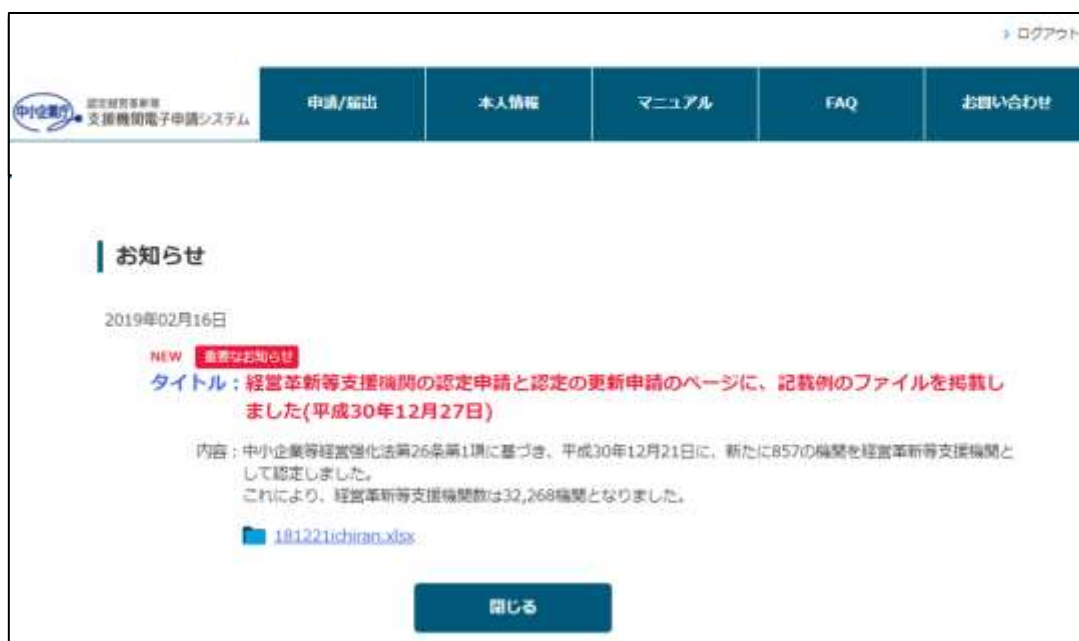 ログアウト
中小企業庁
認定経営革新等
支援機関電子申請システム
申請/届出
本人情報
マニュアル
FAQ
お問い合わせ
お知らせ
2019年02月16日
NEW 重要なお知らせ
タイトル：経営革新等支援機関の認定申請と認定の更新申請のページに、記載例のファイルを掲載し
ました(平成30年12月27日)
内容：中小企業等経営強化法第26条第1項に基づき、平成30年12月21日に、新たに857の機関を経営革新等支援機関と
して認定しました。
これにより、経営革新等支援機関数は32,268機関となりました。
181221ichiran.xlsx
閉じる